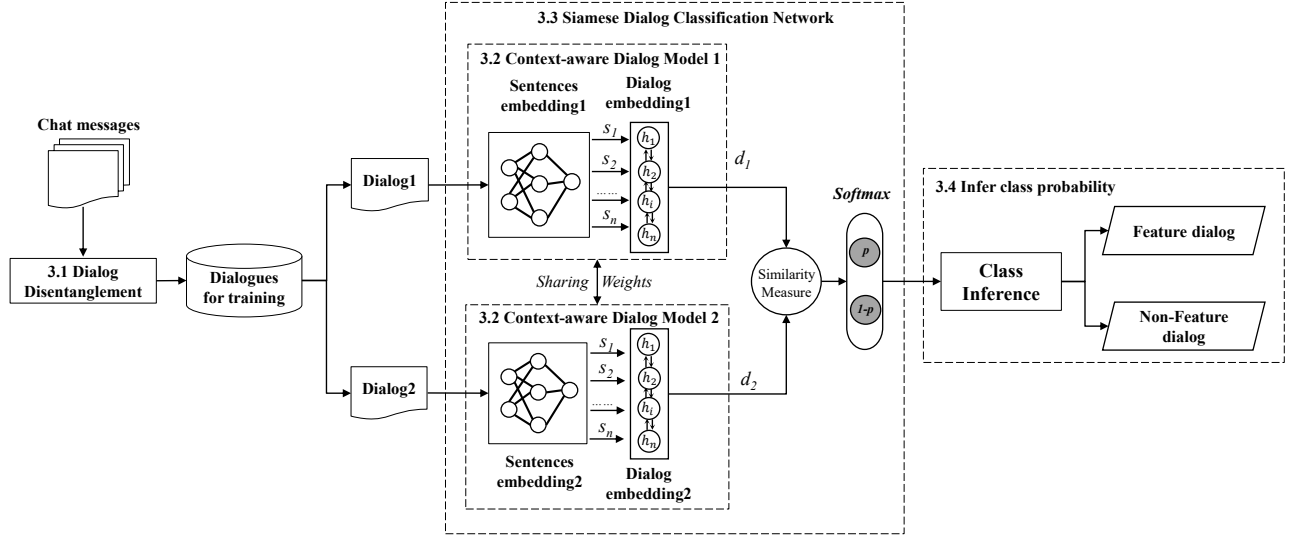 3.3 Siamese Dialog Classification Network
3.2 Context-aware Dialog Model 1
Sentences
embedding1
Dialog
embedding1
s1
s2
......
sn
h1
h2
hi
hn
d1
Chat messages
3.1 Dialog
Disentanglement
Dialogues
for training
Dialog1
Dialog2
Sharing Weights
3.2 Context-aware Dialog Model 2
s1
s2
......
sn
h1
h2
hi
hn
Sentences
embedding2
Dialog
embedding2
d2
Similarity
Measure
Softmax
p
1-p
3.4 Infer class probability
Class
Inference
Feature dialog
Non-Feature
dialog